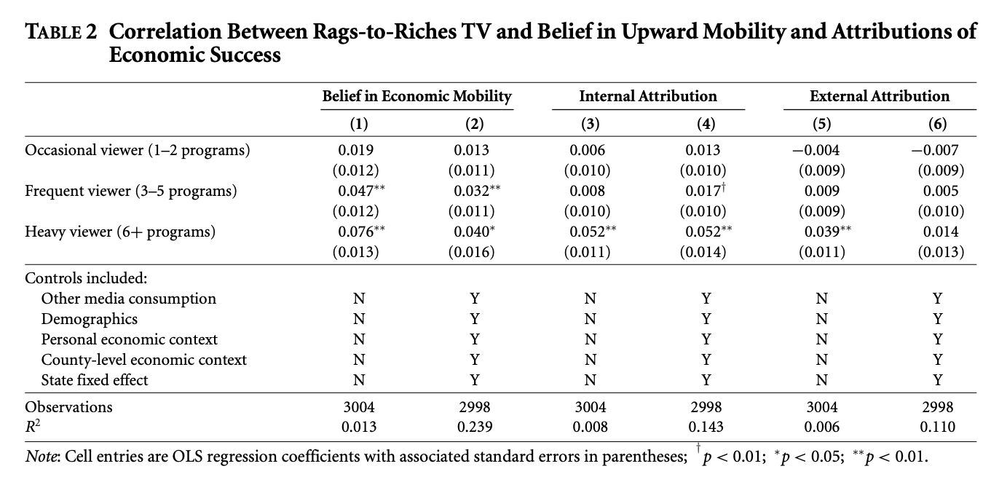 TABLE 2 Correlation Between Rags-to-Riches TV and Belief in Upward Mobility and Attributions of
Economic Success
Belief in Economic Mobility Internal Attribution External Attribution
(1) (2) (3) (4) (5) (6)
Occasional viewer (1–2 programs) 0.019 0.013 0.006 0.013 −0.004 −0.007
(0.012) (0.011) (0.010) (0.010) (0.009) (0.009)
Frequent viewer (3–5 programs) 0.047** 0.032** 0.008 0.017† 0.009 0.005
(0.012) (0.011) (0.010) (0.010) (0.009) (0.010)
Heavy viewer (6+ programs) 0.076** 0.040* 0.052** 0.052** 0.039** 0.014
(0.013) (0.016) (0.011) (0.014) (0.011) (0.013)
Controls included:
Other media consumption N Y N Y N Y
Demographics N Y N Y N Y
Personal economic context N Y N Y N Y
County-level economic context N Y N Y N Y
State fixed effect N Y N Y N Y
Observations 3004 2998 3004 2998 3004 2998
R² 0.013 0.239 0.008 0.143 0.006 0.110
Note: Cell entries are OLS regression coefficients with associated standard errors in parentheses; †p < 0.01; *p < 0.05; **p < 0.01.